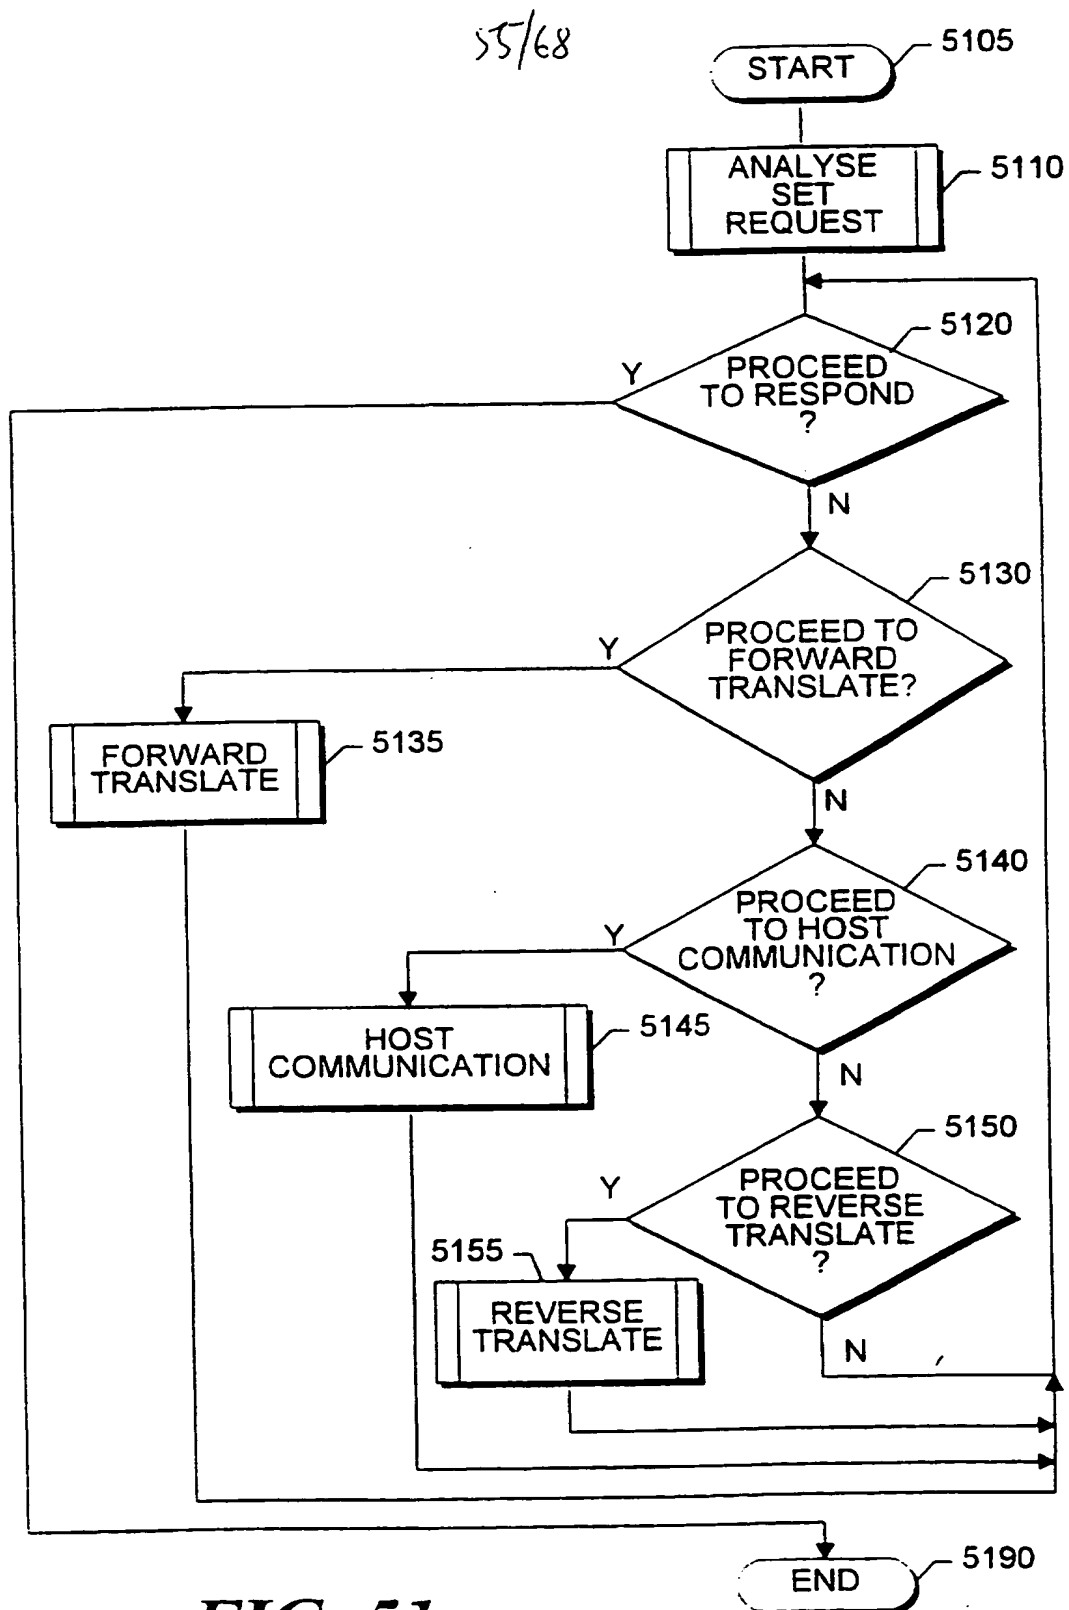 55/68
START
5105
ANALYSE
SET
REQUEST
5110
5120
PROCEED
TO RESPOND
?
Y
N
5130
PROCEED TO
FORWARD
TRANSLATE?
Y
N
FORWARD
TRANSLATE
5135
5140
PROCEED
TO HOST
COMMUNICATION
?
Y
N
HOST
COMMUNICATION
5145
5150
PROCEED
TO REVERSE
TRANSLATE
?
Y
N
5155
REVERSE
TRANSLATE
END
5190
FIG. 51